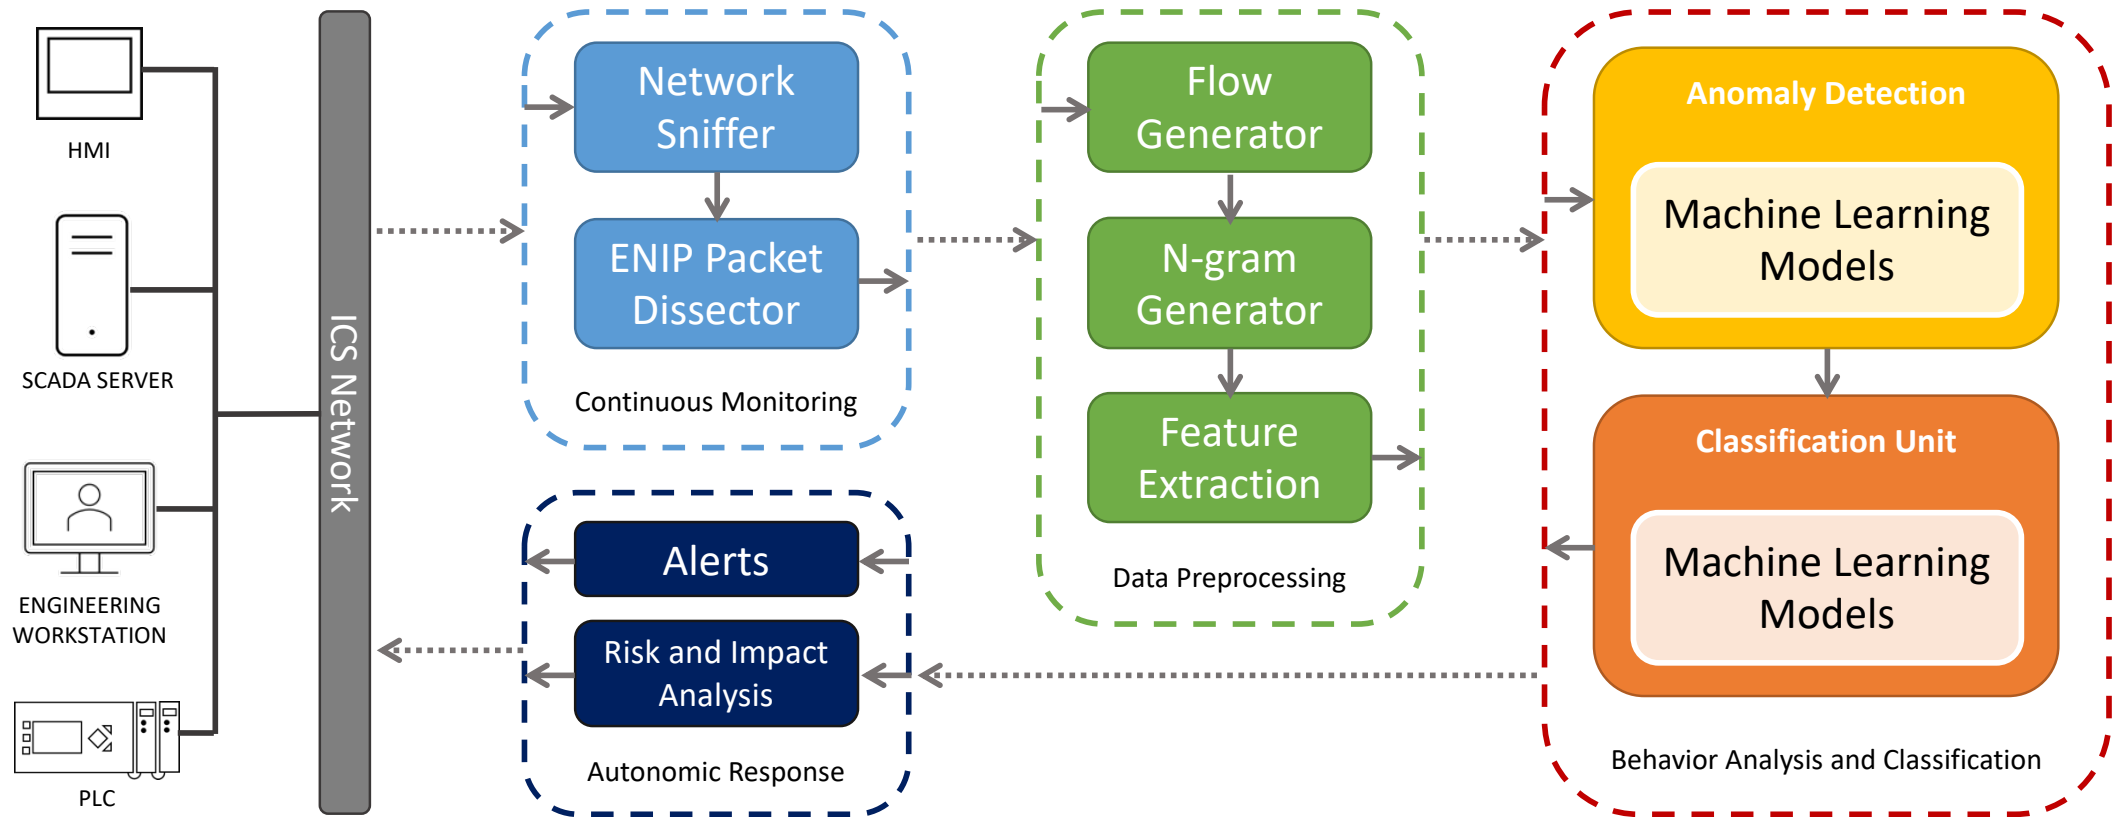 HMI
SCADA SERVER
ENGINEERING
WORKSTATION
PLC
ICS Network
Network
Sniffer
ENIP Packet
Dissector
Continuous Monitoring
Alerts
Risk and Impact
Analysis
Autonomic Response
Flow
Generator
N-gram
Generator
Feature
Extraction
Data Preprocessing
Anomaly Detection
Machine Learning
Models
Classification Unit
Machine Learning
Models
Behavior Analysis and Classification